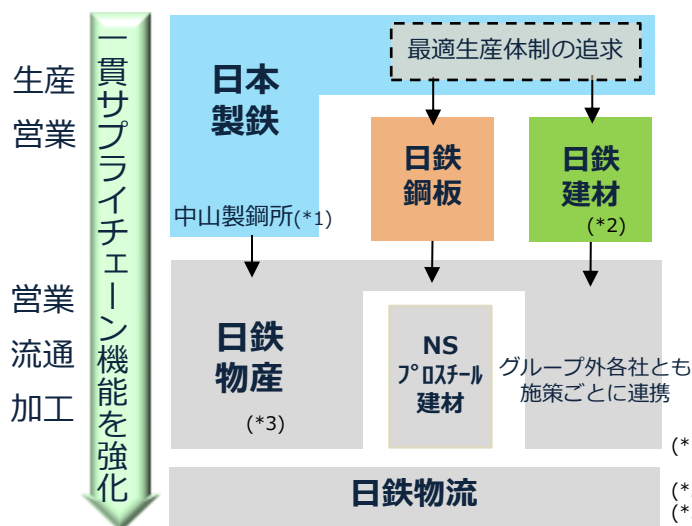 一貫サプライチェーン機能を強化
生産
営業
営業
流通
加工
日本
製鉄
中山製鋼所(*1)
最適生産体制の追求
日鉄
鋼板
日鉄
建材
(*2)
日鉄
物産
(*3)
NS
ﾌﾟﾛｽﾁｰﾙ
建材
グループ外各社とも
施策ごとに連携
日鉄物流
(*
(*
(*